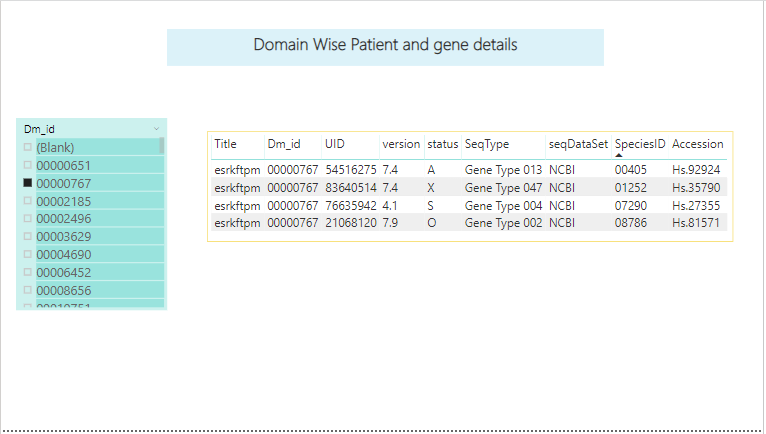 Domain Wise Patient and gene details
Dm_id
(Blank)
00000651
00000767
00002185
00002496
00003629
00004690
00006452
00008656
00010751
Title Dm_id UID version status SeqType seqDataSet SpeciesID Accession
esrkftpm 00000767 54516275 7.4 A Gene Type 013 NCBI 00405 Hs.92924
esrkftpm 00000767 83640514 7.4 X Gene Type 047 NCBI 01252 Hs.35790
esrkftpm 00000767 76635942 4.1 S Gene Type 004 NCBI 07290 Hs.27355
esrkftpm 00000767 21068120 7.9 O Gene Type 002 NCBI 08786 Hs.81571